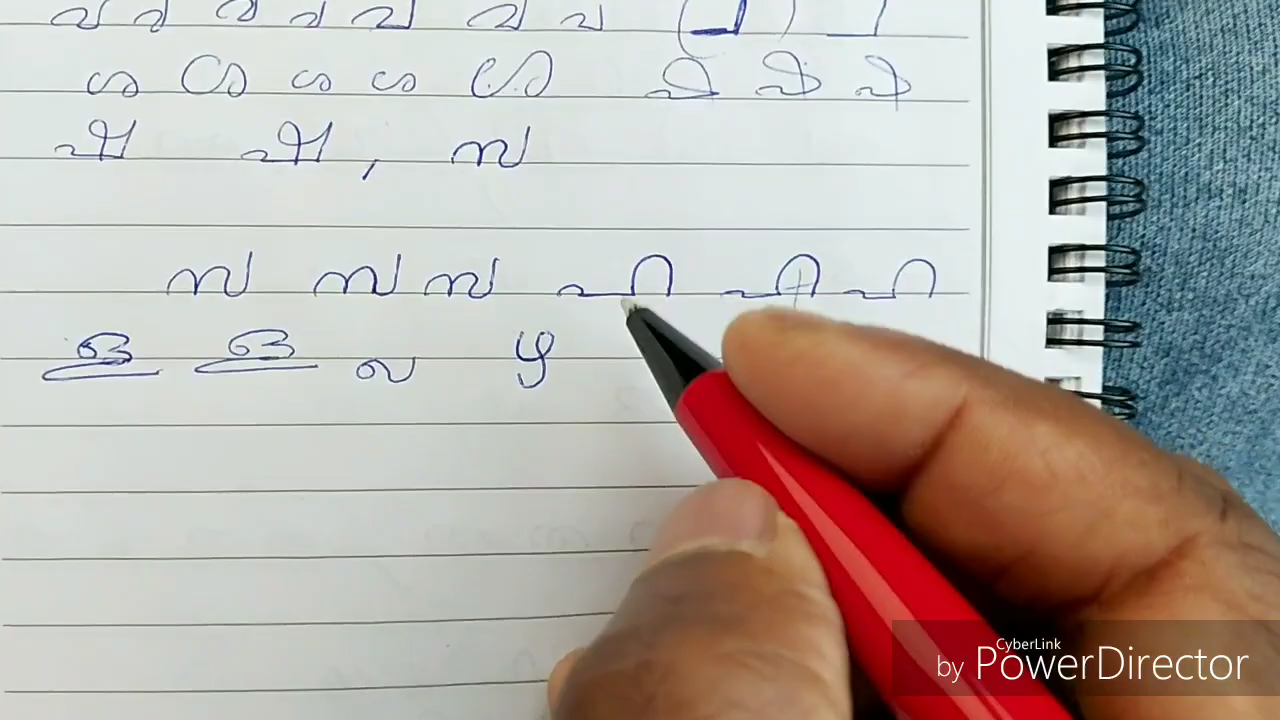 വ വ വ വ വ വ വ
ശ ശ ശ ശ ശ ഷ ഷ ഷ
ഷ ഷ , സ
സ സ സ ഹ ഹ ഹ
ള ഴ
by CyberLink PowerDirector